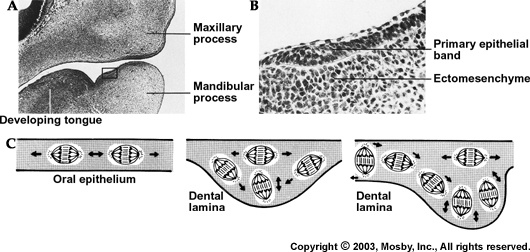 A
Maxillary
process
Mandibular
process
Developing tongue
B
Primary epithelial
band
Ectomesenchyme
C
Oral epithelium
Dental
lamina
Dental
lamina
Copyright © 2003, Mosby, Inc., All rights reserved.